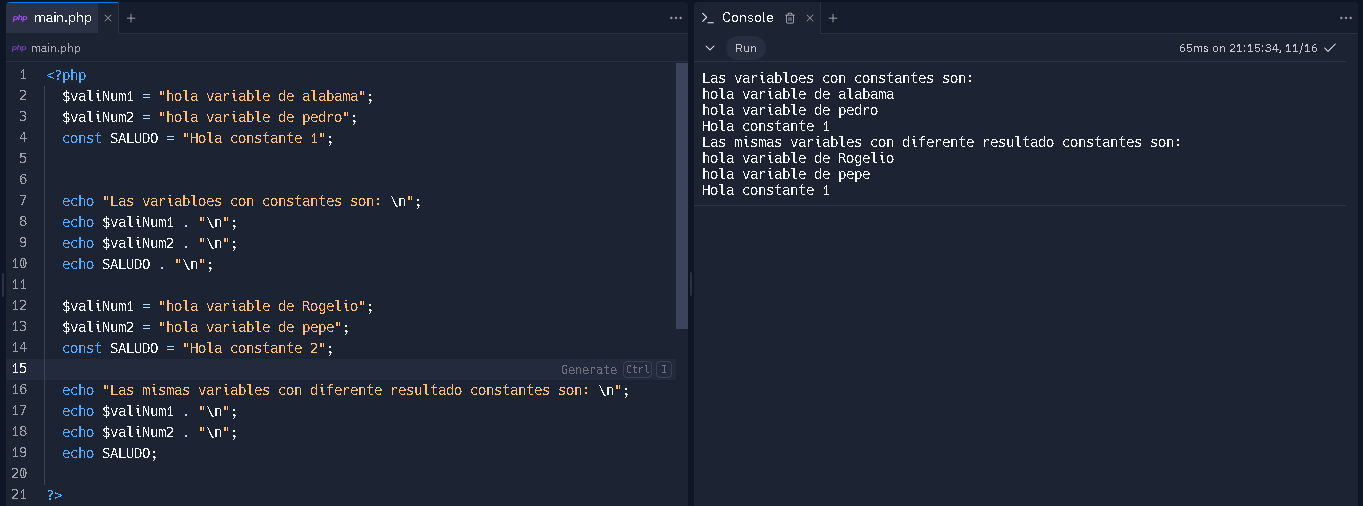 php main.php × +
···
php main.php
1 <?php
2 $valiNum1 = "hola variable de alabama";
3 $valiNum2 = "hola variable de pedro";
4 const SALUDO = "Hola constante 1";
5
6
7 echo "Las variabloes con constantes son: \n";
8 echo $valiNum1 . "\n";
9 echo $valiNum2 . "\n";
10 echo SALUDO . "\n";
11
12 $valiNum1 = "hola variable de Rogelio";
13 $valiNum2 = "hola variable de pepe";
14 const SALUDO = "Hola constante 2";
15 Generate Ctrl I
16 echo "Las mismas variables con diferente resultado constantes son: \n";
17 echo $valiNum1 . "\n";
18 echo $valiNum2 . "\n";
19 echo SALUDO;
20
21 ?>
Console × +
···
Run
65ms on 21:15:34, 11/16
Las variabloes con constantes son:
hola variable de alabama
hola variable de pedro
Hola constante 1
Las mismas variables con diferente resultado constantes son:
hola variable de Rogelio
hola variable de pepe
Hola constante 1